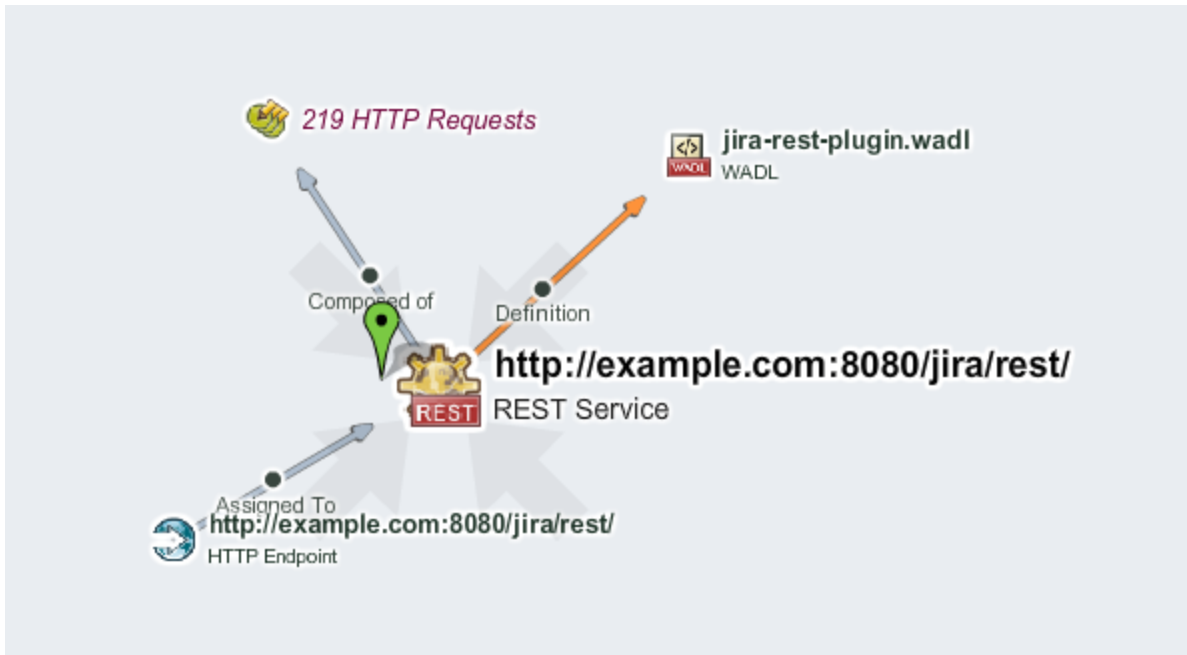 219 HTTP Requests
</>
WADL
jira-rest-plugin.wadl
WADL
Composed of
Definition
REST
http://example.com:8080/jira/rest/
REST Service
Assigned To
http://example.com:8080/jira/rest/
HTTP Endpoint